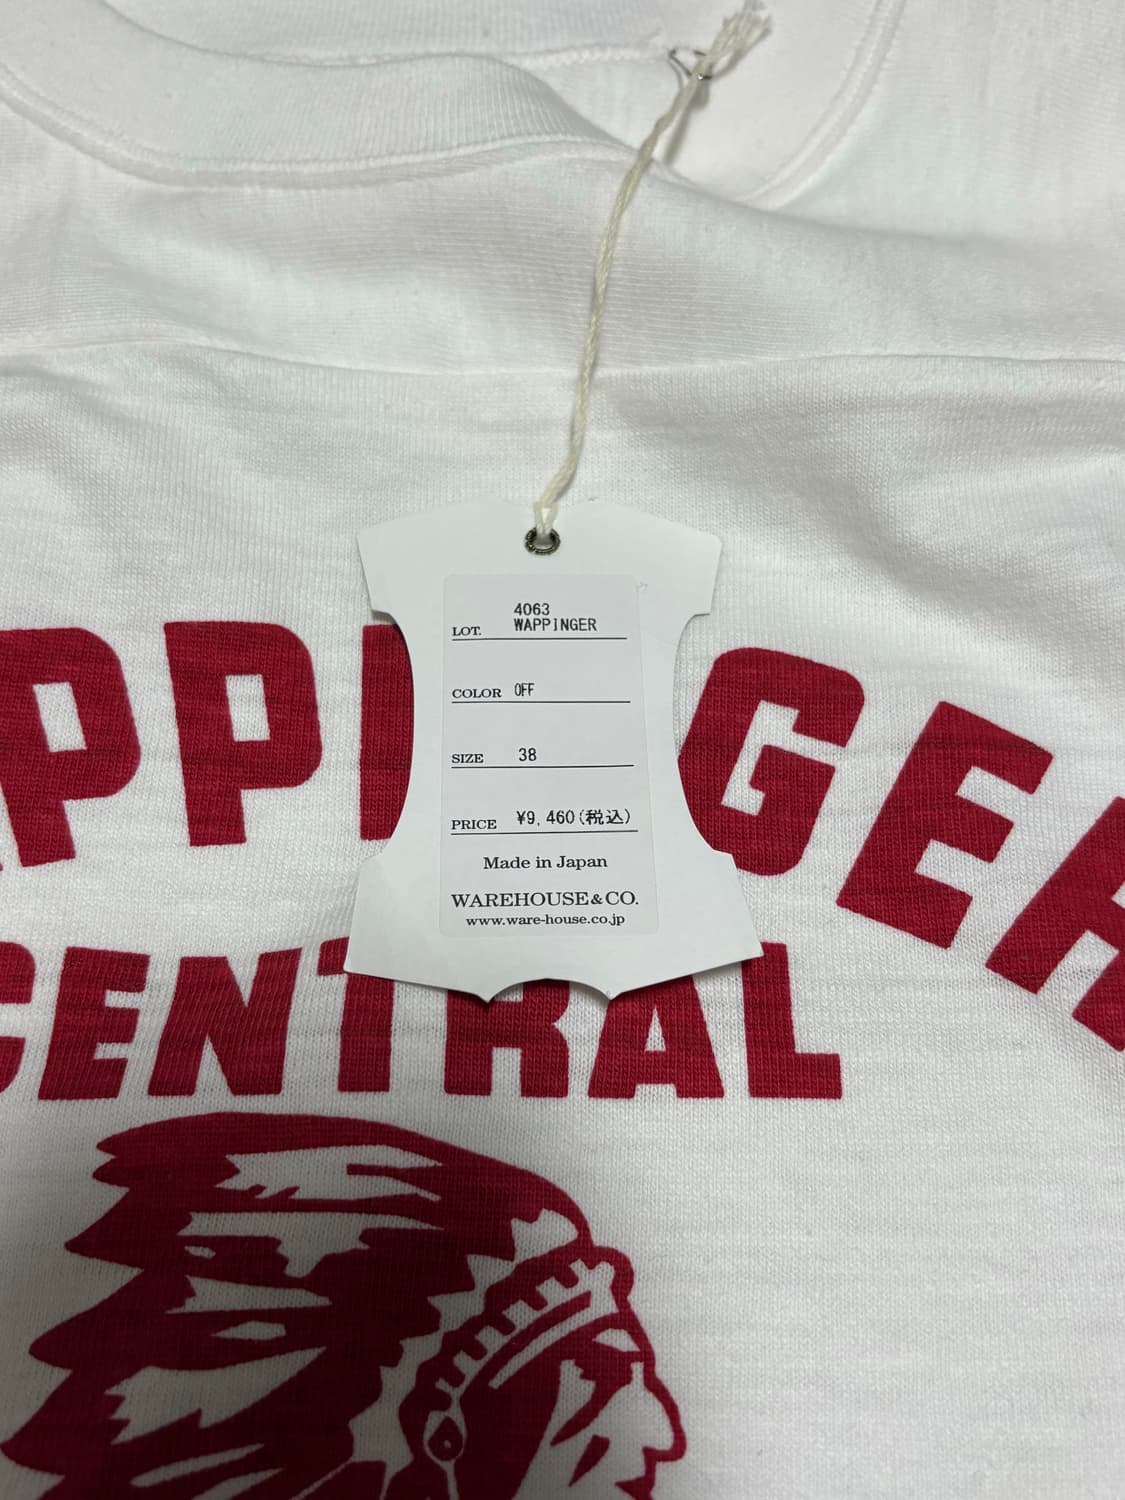 4063
LOT. WAPPINGER
COLOR OFF
SIZE 38
PRICE ¥9,460(税込)
Made in Japan
WAREHOUSE&CO.
www.ware-house.co.jp
PPI GER
CENTRAL